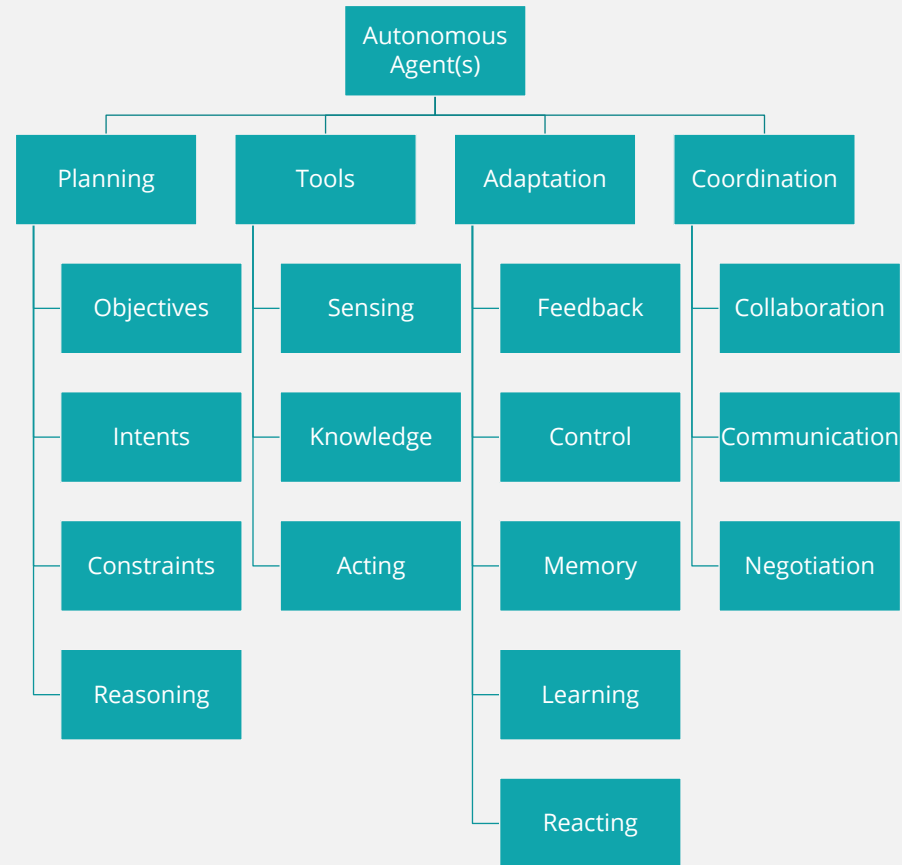 Autonomous
Agent(s)
Planning
Tools
Adaptation
Coordination
Objectives
Sensing
Feedback
Collaboration
Intents
Knowledge
Control
Communication
Constraints
Acting
Memory
Negotiation
Reasoning
Learning
Reacting